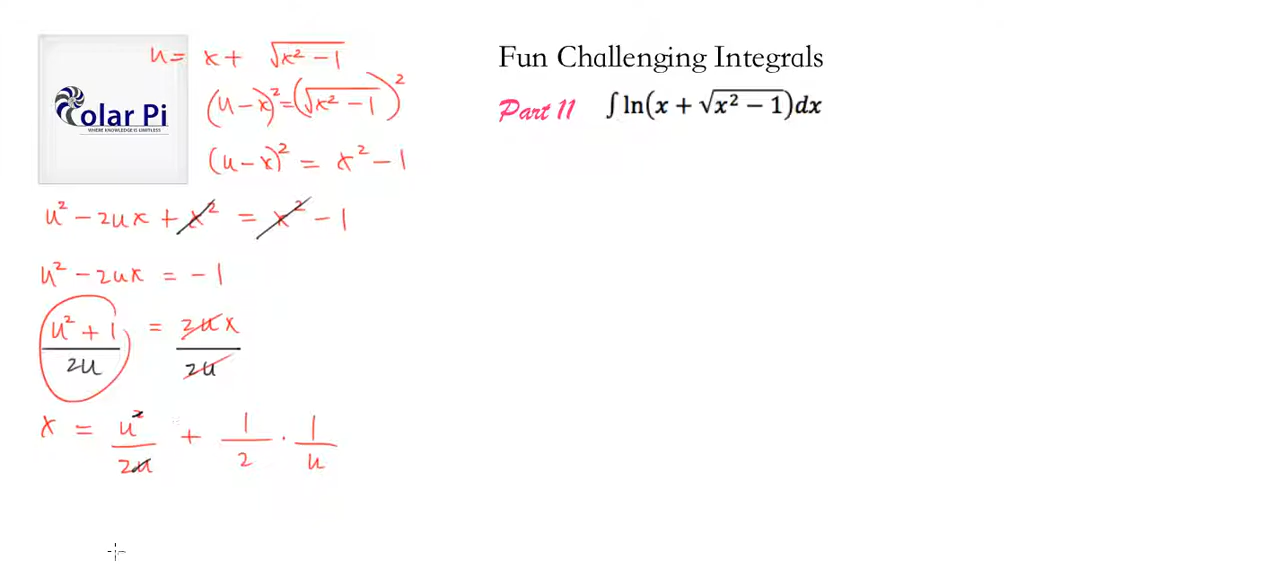 u = x + √(x² − 1)
(u − x)² = (√(x² − 1))²
olar Pi
WHERE KNOWLEDGE IS LIMITLESS
(u − x)² = x² − 1
u² − 2ux + x² = x² − 1
u² − 2ux = −1
(u² + 1)/2u = 2ux/2u
x = u²/2u + 1/2 · 1/u
Fun Challenging Integrals
Part 11 ∫ ln(x + √(x² − 1)) dx